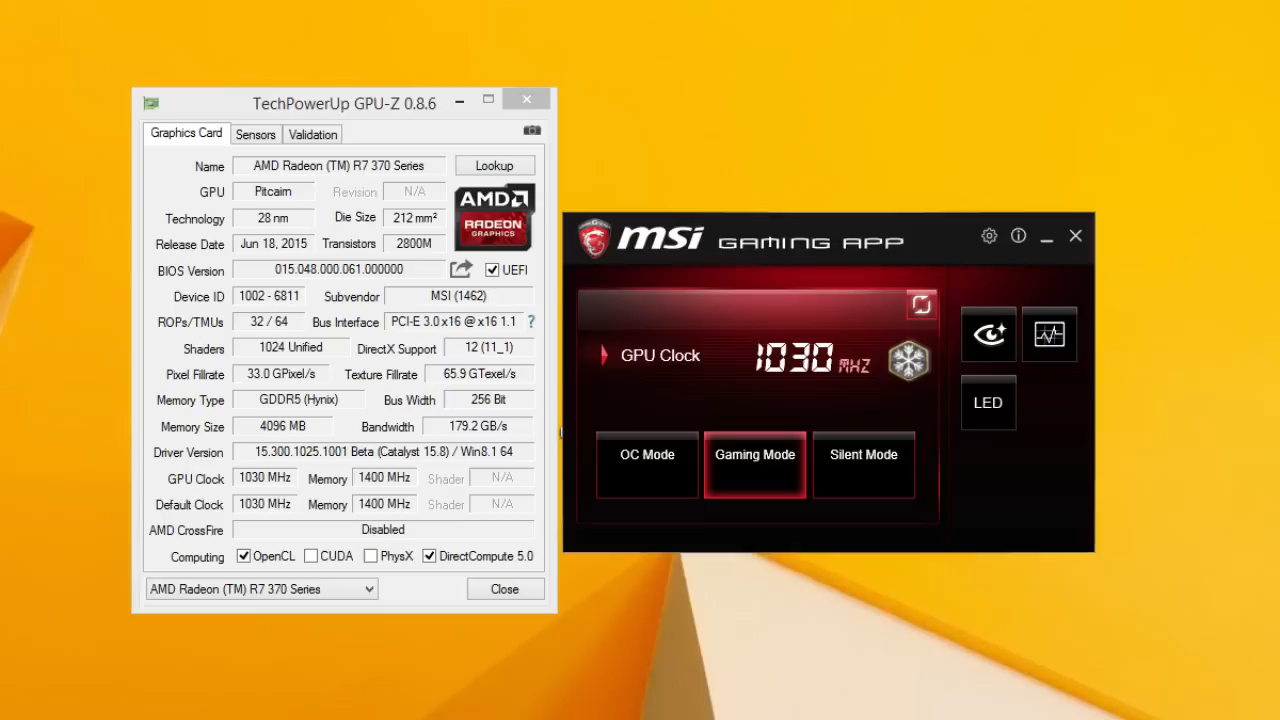 TechPowerUp GPU-Z 0.8.6
Graphics Card Sensors Validation
Name AMD Radeon (TM) R7 370 Series Lookup
GPU Pitcairn Revision N/A
AMD
RADEON
GRAPHICS
Technology 28 nm Die Size 212 mm²
Release Date Jun 18, 2015 Transistors 2800M
BIOS Version 015.048.000.061.000000 UEFI
Device ID 1002 - 6811 Subvendor MSI (1462)
ROPs/TMUs 32 / 64 Bus Interface PCI-E 3.0 x16 @ x16 1.1 ?
Shaders 1024 Unified DirectX Support 12 (11_1)
Pixel Fillrate 33.0 GPixel/s Texture Fillrate 65.9 GTexel/s
Memory Type GDDR5 (Hynix) Bus Width 256 Bit
Memory Size 4096 MB Bandwidth 179.2 GB/s
Driver Version 15.300.1025.1001 Beta (Catalyst 15.8) / Win8.1 64
GPU Clock 1030 MHz Memory 1400 MHz Shader N/A
Default Clock 1030 MHz Memory 1400 MHz Shader N/A
AMD CrossFire Disabled
Computing OpenCL CUDA PhysX DirectCompute 5.0
AMD Radeon (TM) R7 370 Series Close
msi GAMING APP
GPU Clock 1030 MHZ
OC Mode Gaming Mode Silent Mode
LED